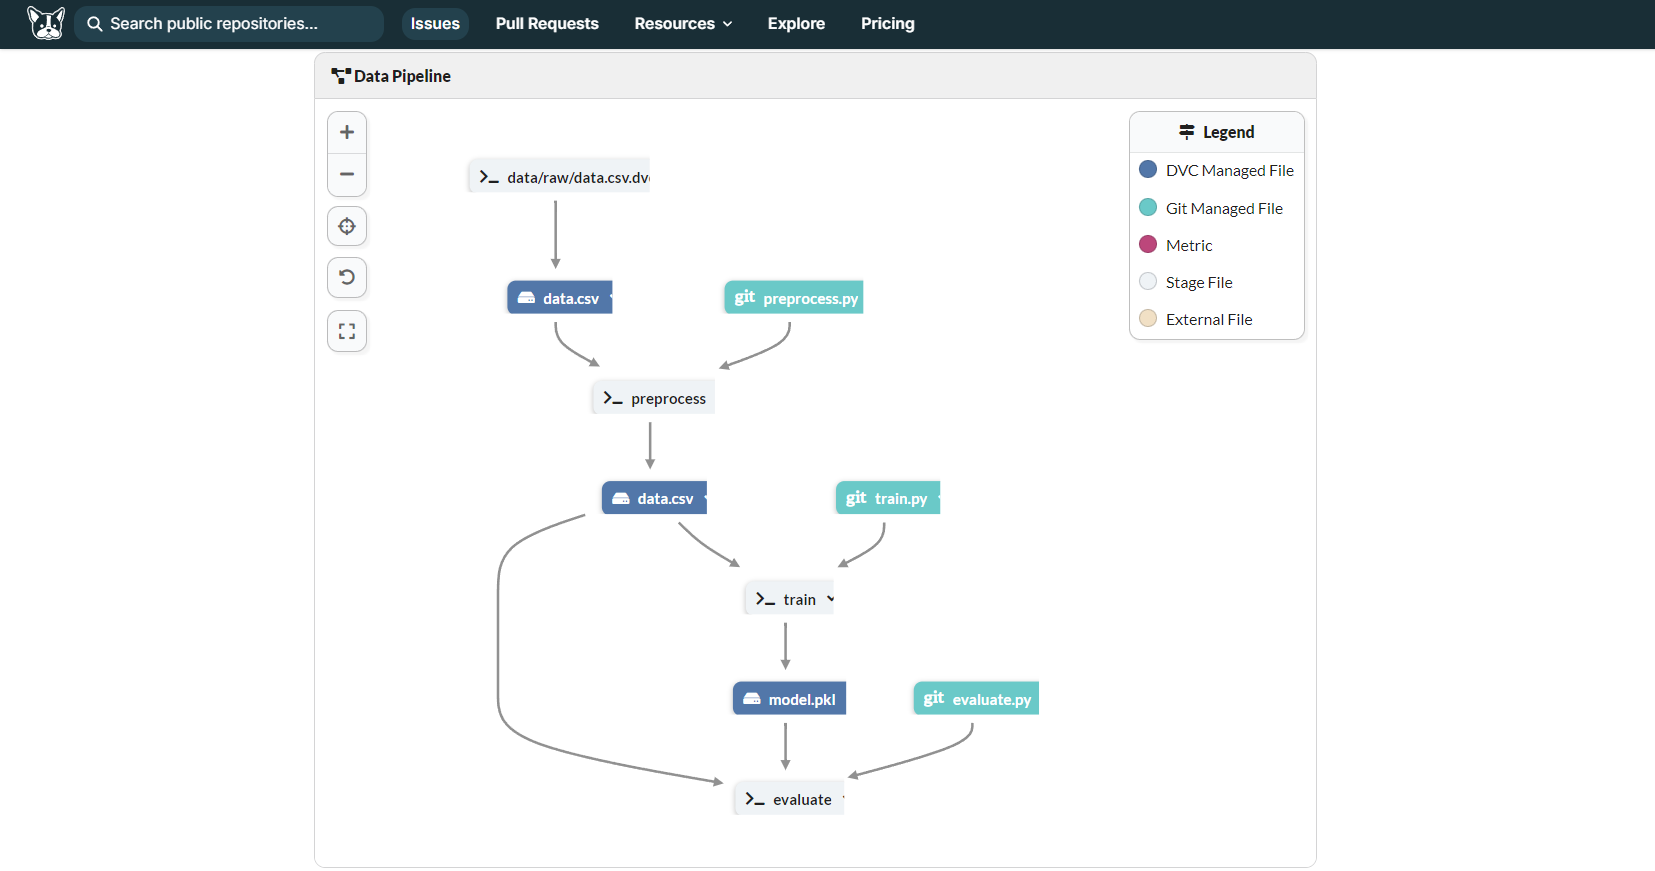 Search public repositories...
Issues
Pull Requests
Resources
Explore
Pricing
Data Pipeline
Legend
DVC Managed File
Git Managed File
Metric
Stage File
External File
data/raw/data.csv.dv
data.csv
git preprocess.py
preprocess
data.csv
git train.py
train
model.pkl
git evaluate.py
evaluate